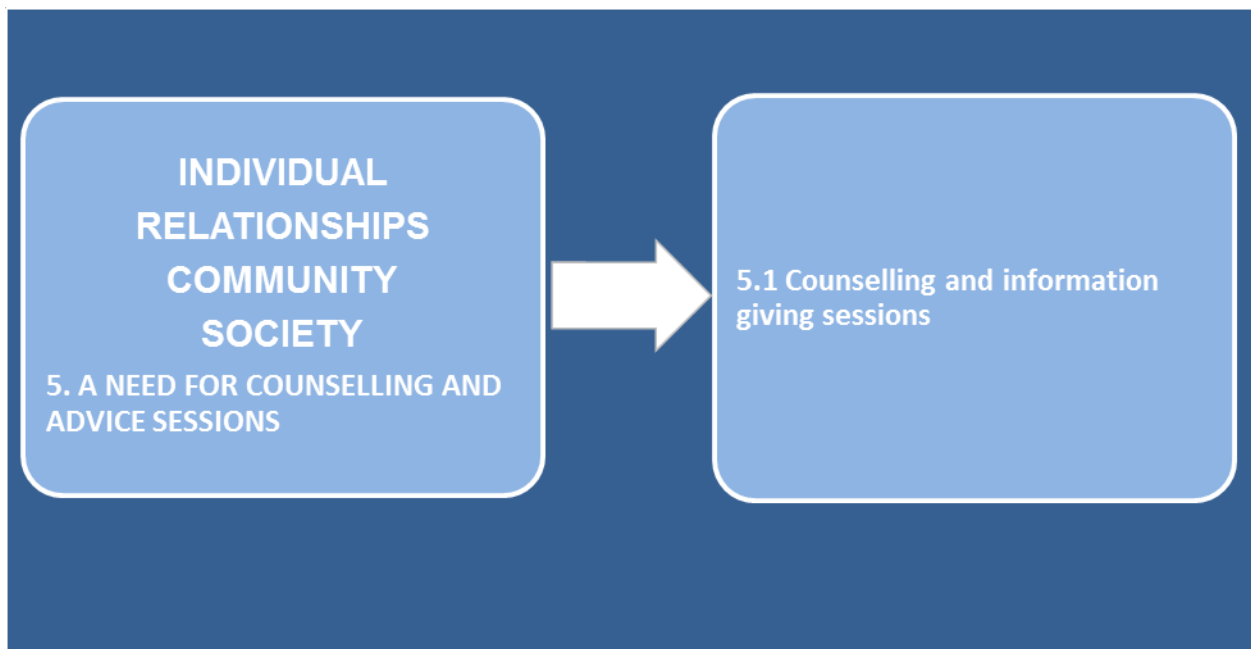 INDIVIDUAL
RELATIONSHIPS
COMMUNITY
SOCIETY
5. A NEED FOR COUNSELLING AND
ADVICE SESSIONS
5.1 Counselling and information
giving sessions